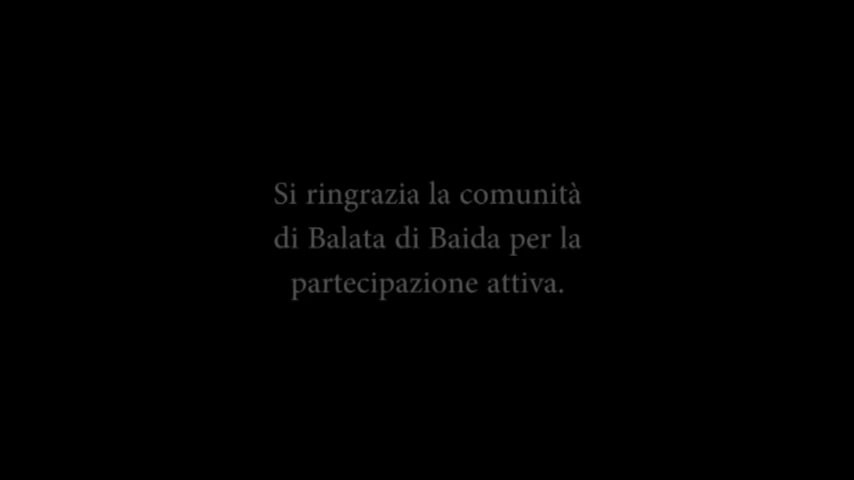 Si ringrazia la comunità
di Balata di Baida per la
partecipazione attiva.